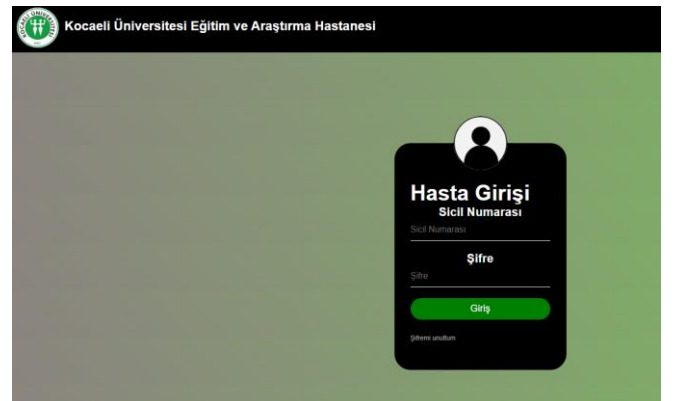 Kocaeli Üniversitesi Eğitim ve Araştırma Hastanesi
Hasta Girişi
Sicil Numarası
Sicil Numarası
Şifre
Şifre
Giriş
Şifremi unuttum